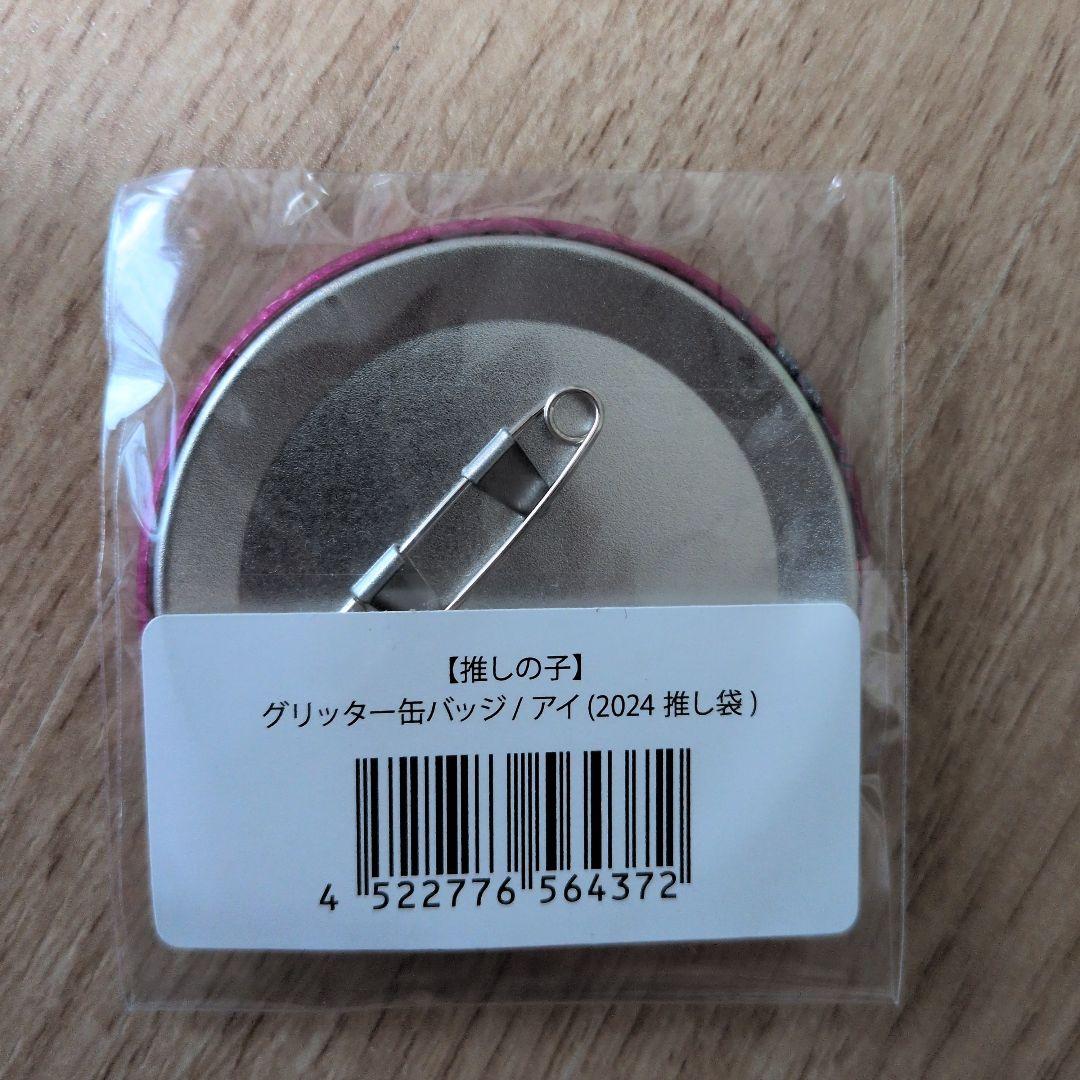 【推しの子】
グリッター缶バッジ / アイ (2024 推し袋 )
4 522776 564372